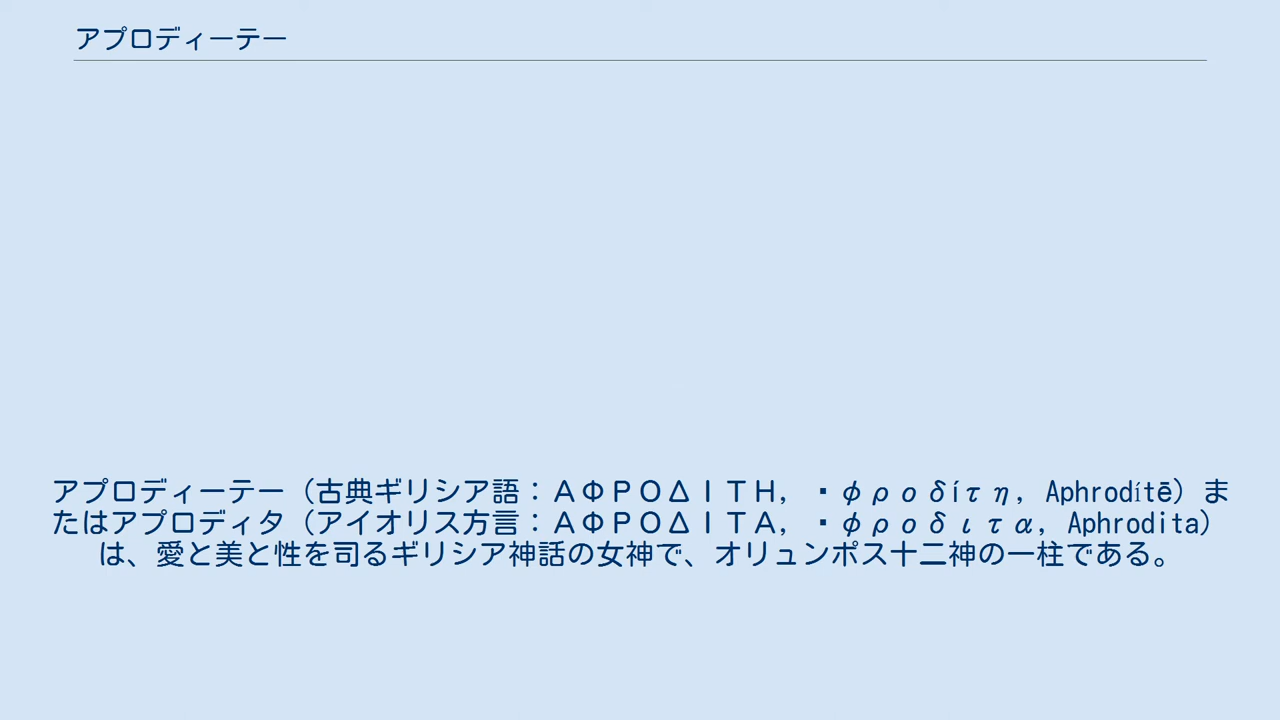 アプロディーテー
アプロディーテー（古典ギリシア語：ΑΦΡΟΔΙΤΗ, ・φροδίτη, Aphrodítē）ま
たはアプロディタ（アイオリス方言：ΑΦΡΟΔΙΤΑ, ・φροδιτα, Aphrodita）
は、愛と美と性を司るギリシア神話の女神で、オリュンポス十二神の一柱である。